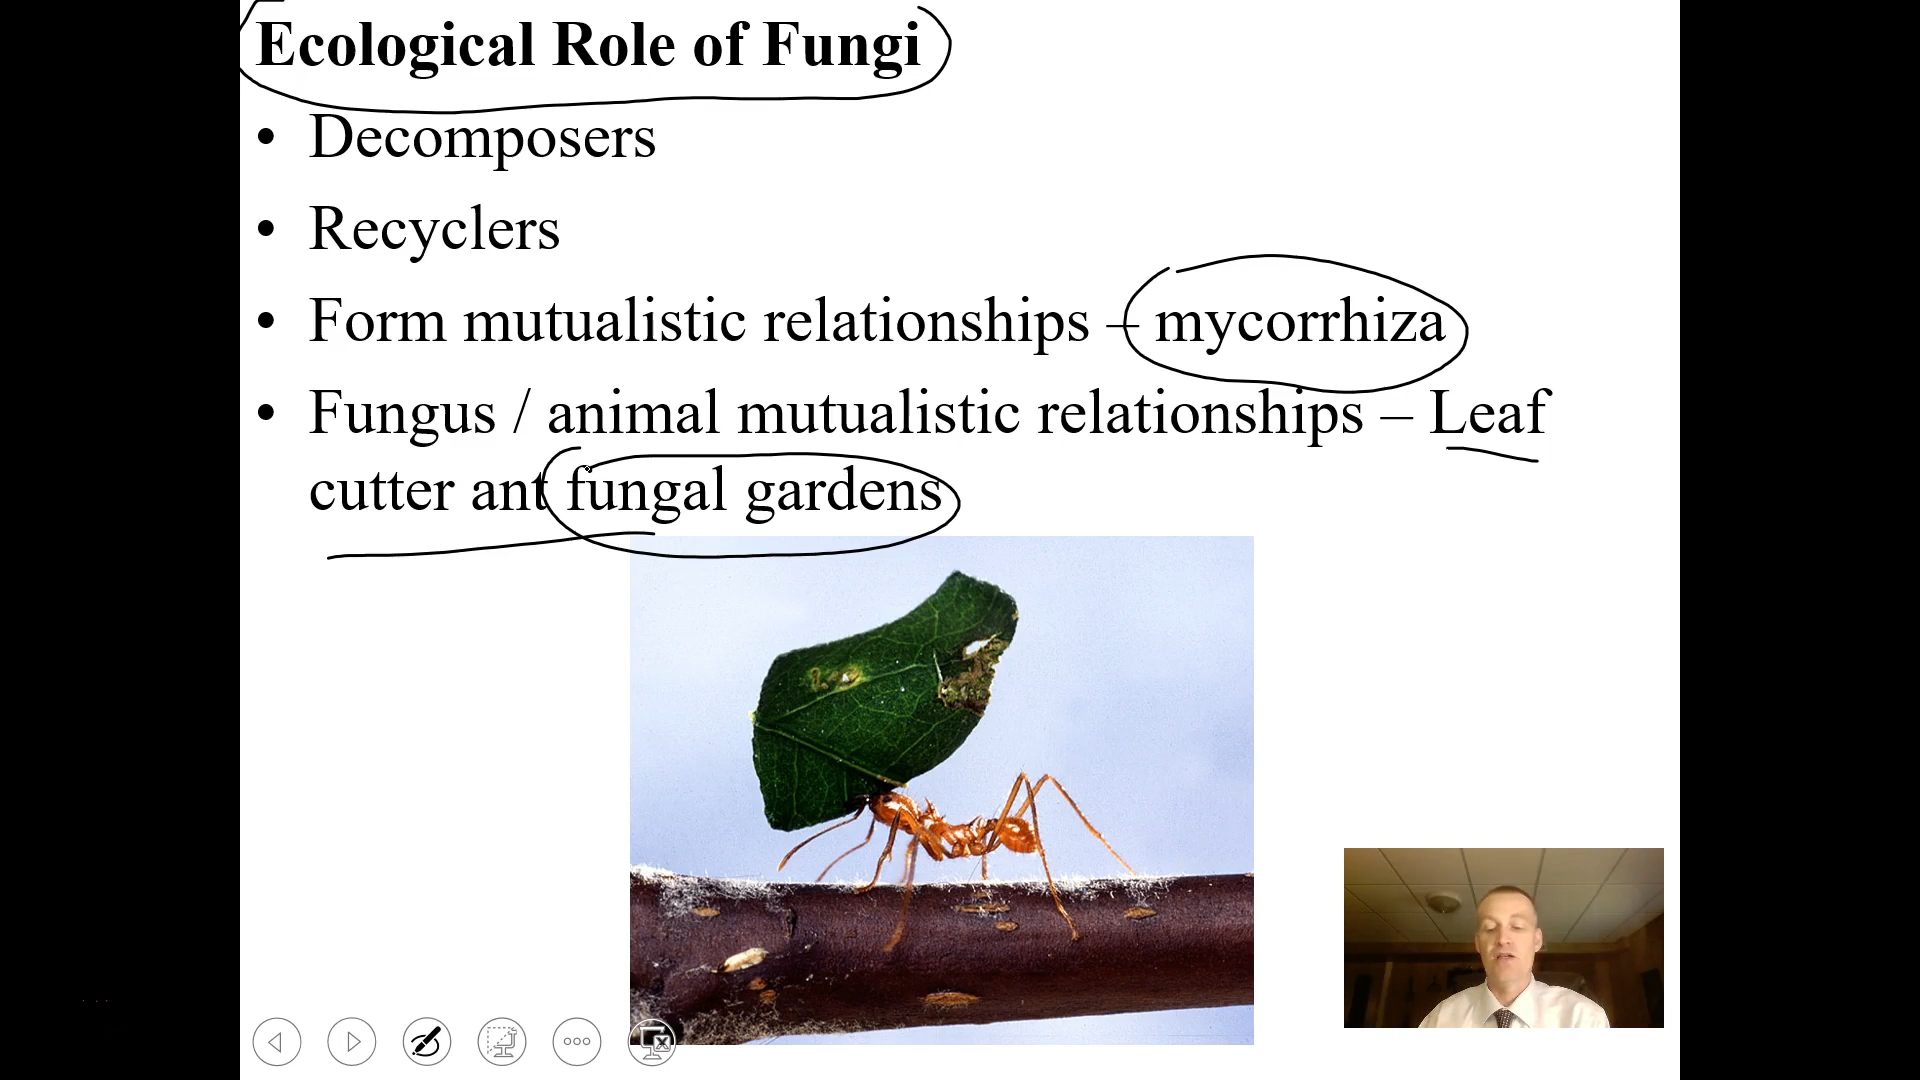 Ecological Role of Fungi
• Decomposers
• Recyclers
• Form mutualistic relationships – mycorrhiza
• Fungus / animal mutualistic relationships – Leaf
cutter ant fungal gardens